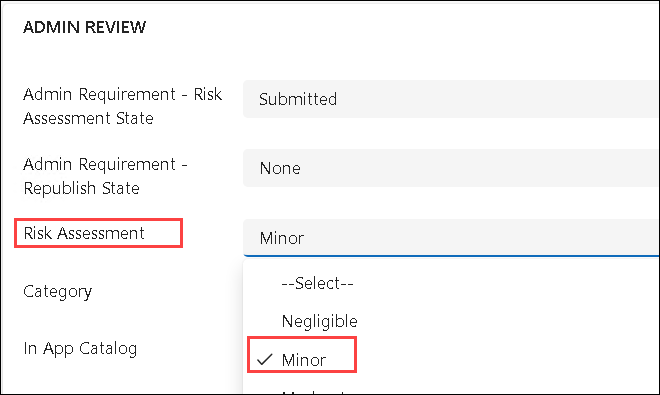 ADMIN REVIEW
Admin Requirement - Risk
Assessment State
Submitted
Admin Requirement -
Republish State
None
Risk Assessment
Minor
--Select--
Category
Negligible
In App Catalog
Minor